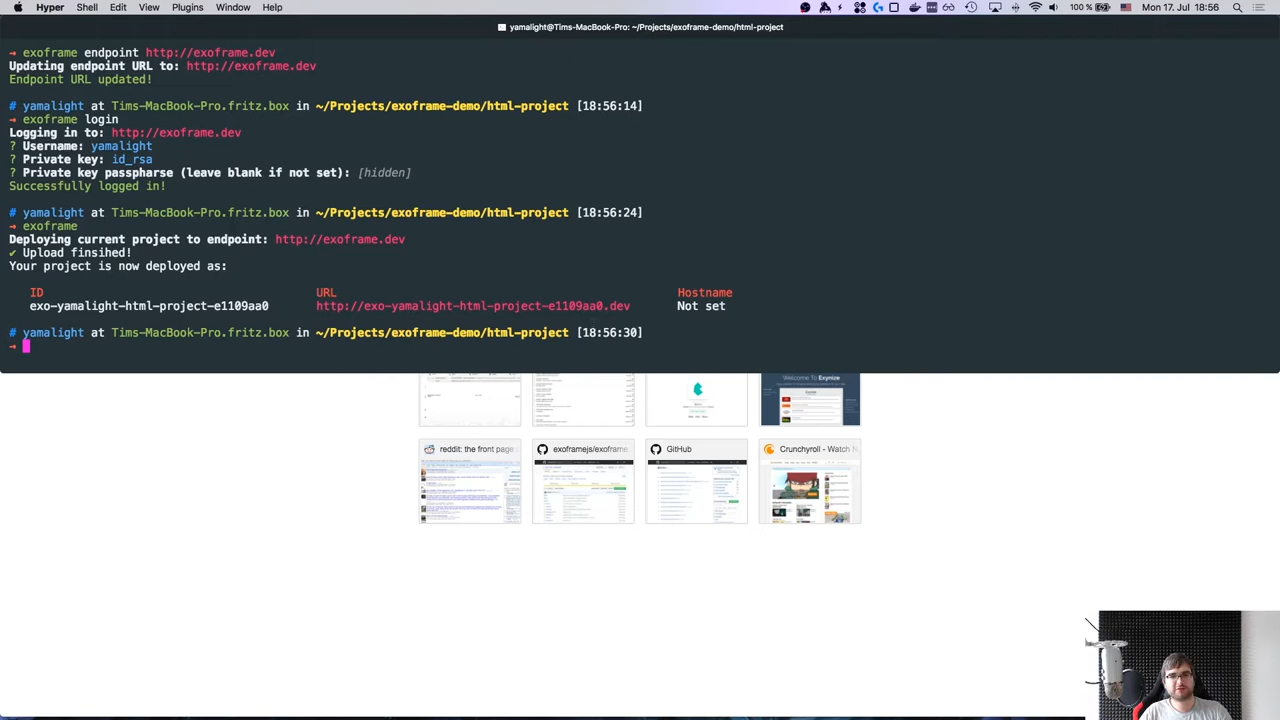 Hyper Shell Edit View Plugins Window Help 100 % Mon 17. Jul 18:56
yamalight@Tims-MacBook-Pro: ~/Projects/exoframe-demo/html-project
→ exoframe endpoint http://exoframe.dev
Updating endpoint URL to: http://exoframe.dev
Endpoint URL updated!
# yamalight at Tims-MacBook-Pro.fritz.box in ~/Projects/exoframe-demo/html-project [18:56:14]
→ exoframe login
Logging in to: http://exoframe.dev
? Username: yamalight
? Private key: id_rsa
? Private key passpharse (leave blank if not set): [hidden]
Successfully logged in!
# yamalight at Tims-MacBook-Pro.fritz.box in ~/Projects/exoframe-demo/html-project [18:56:24]
→ exoframe
Deploying current project to endpoint: http://exoframe.dev
✔ Upload finsihed!
Your project is now deployed as:
ID URL Hostname
exo-yamalight-html-project-e1109aa0 http://exo-yamalight-html-project-e1109aa0.dev Not set
# yamalight at Tims-MacBook-Pro.fritz.box in ~/Projects/exoframe-demo/html-project [18:56:30]
→
Welcome To Exynize
reddit: the front page exoframejs/exoframe GitHub Crunchyroll - Watch N